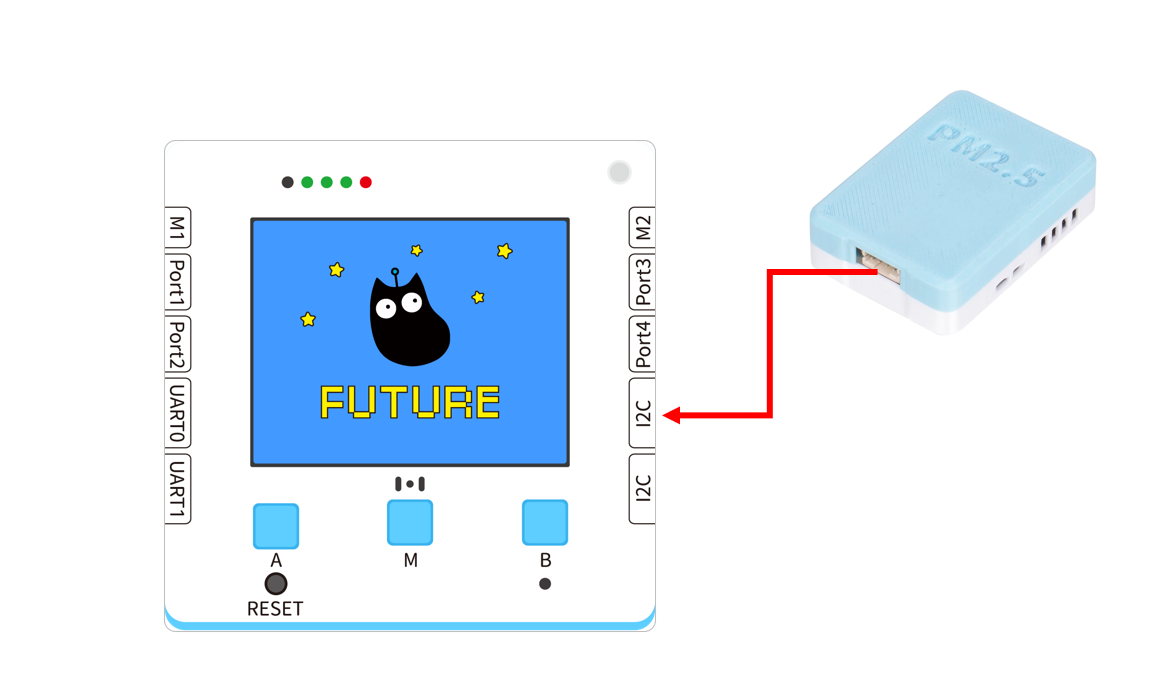 PM2.5
M1
Port1
Port2
UART0
UART1
M2
Port3
Port4
I2C
I2C
FUTURE
A
M
B
RESET